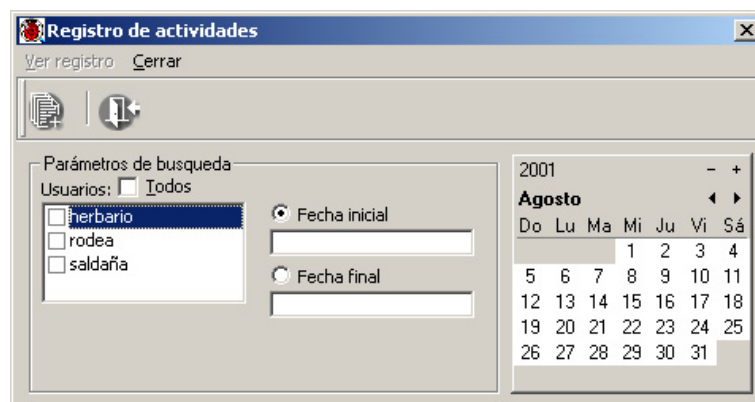 Registro de actividades
Ver registro Cerrar
Parámetros de busqueda
Usuarios: Todos
herbario
rodea
saldaña
Fecha inicial
Fecha final
2001 - +
Agosto
Do Lu Ma Mi Ju Vi Sá
1 2 3 4
5 6 7 8 9 10 11
12 13 14 15 16 17 18
19 20 21 22 23 24 25
26 27 28 29 30 31